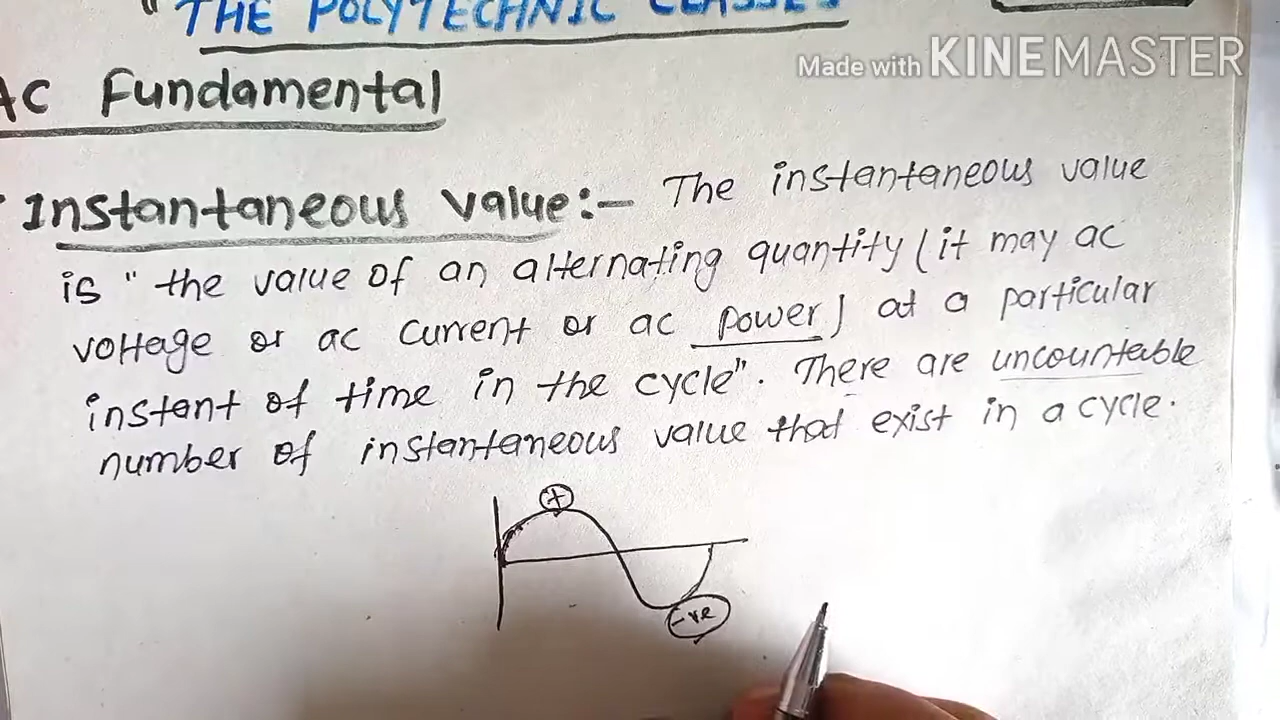 "THE POLYTECHNIC CLASSES
Made with KINEMASTER
AC Fundamental
Instantaneous value:- The instantaneous value
is "the value of an alternating quantity (it may ac
voltage or ac current or ac power) at a particular
instant of time in the cycle". There are uncounteble
number of instantaneous value that exist in a cycle.
+
-ve